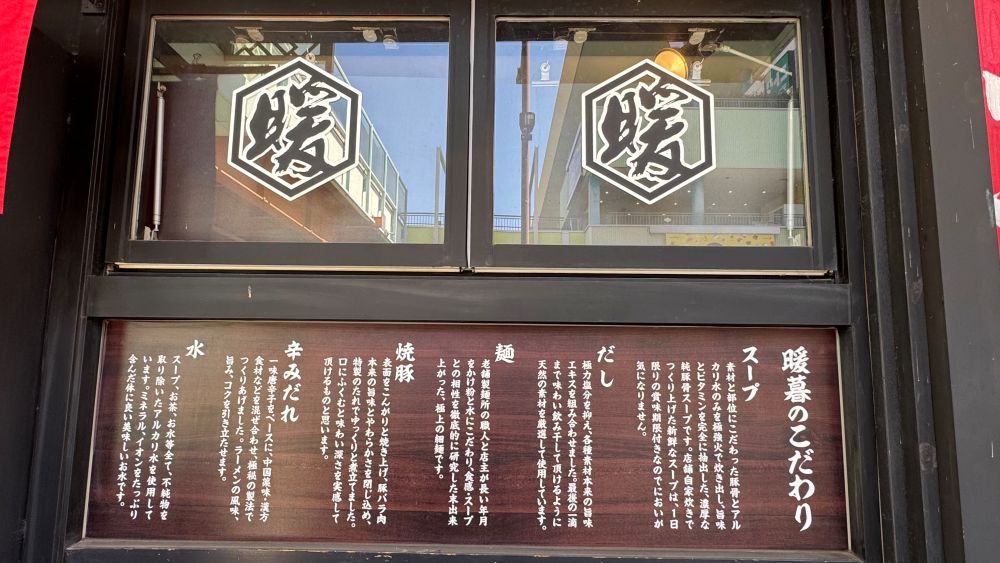 暖
暖
暖暮のこだわり
スープ
素材と部位にこだわった豚骨とアル
カリ水のみを極強火で炊き出し、旨味
とビタミンを完全に抽出した、濃厚な
純豚骨スープです。店舗自家炊きで
つくり上げた新鮮なスープは、1日
限りの賞味期限付きなのでにおいが
気になりません。
だし
極力塩分を抑え、各種素材本来の旨味
エキスを組み合わせました。最後の一滴
まで味わい飲み干して頂けるように
天然の素材を厳選して使用しています。
麺
老舗製麺所の職人と店主が長い年月
をかけ粉と水にこだわり、食感・スープ
との相性を徹底的に研究した末出来
上がった、極上の細麺です。
焼豚
表面をこんがりと焼き上げ、豚バラ肉
本来の旨味とやわらかさを閉じ込め、
特製のだれでゆっくりと煮立てました。
口にふくむと味わい深さを実感して
頂けるものと思います。
辛みだれ
一味唐辛子をベースに、中国薬味・漢方
食材などを混ぜ合わせ、極秘の製法で
つくりあげました。ラーメンの風味、
旨み、コクを引き立たせます。
水
スープ、お茶、お水等全て、不純物を
取り除いたアルカリ水を使用して
います。ミネラル、イオンをたっぷり
含んだ体に良い美味しいお水です。